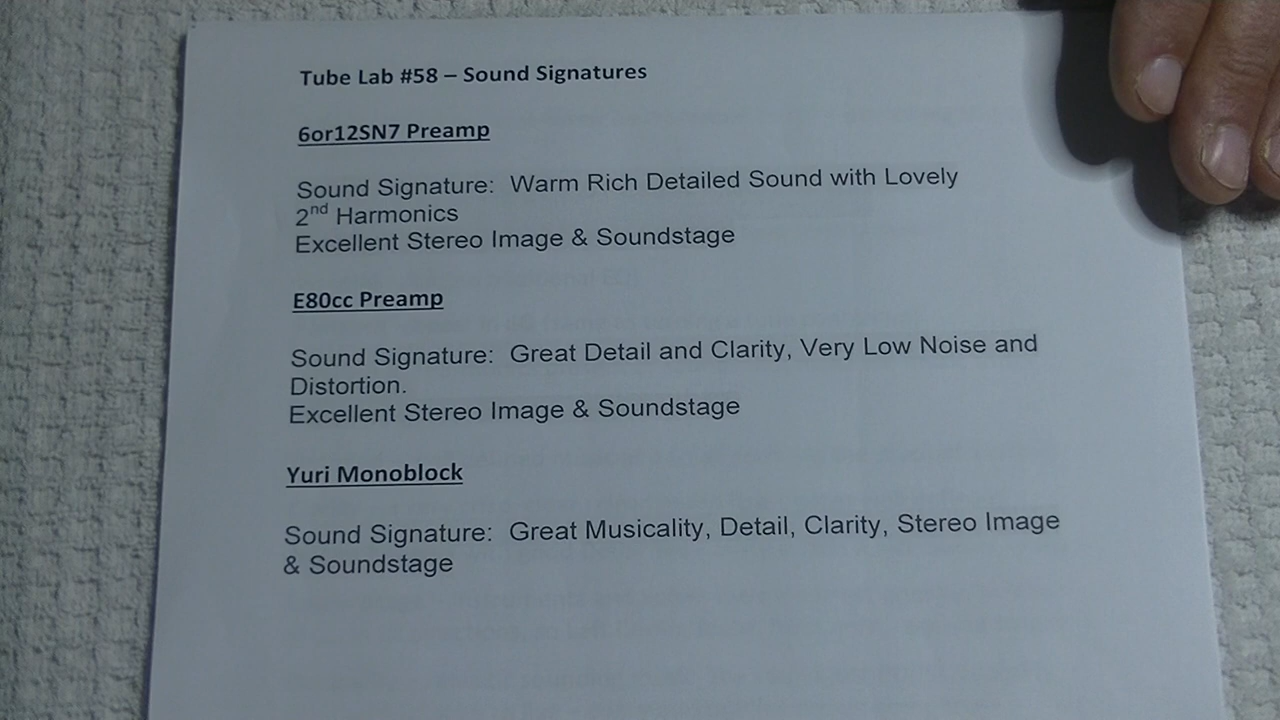 Tube Lab #58 – Sound Signatures
6or12SN7 Preamp
Sound Signature: Warm Rich Detailed Sound with Lovely
2nd Harmonics
Excellent Stereo Image & Soundstage
E80cc Preamp
Sound Signature: Great Detail and Clarity, Very Low Noise and
Distortion.
Excellent Stereo Image & Soundstage
Yuri Monoblock
Sound Signature: Great Musicality, Detail, Clarity, Stereo Image
& Soundstage